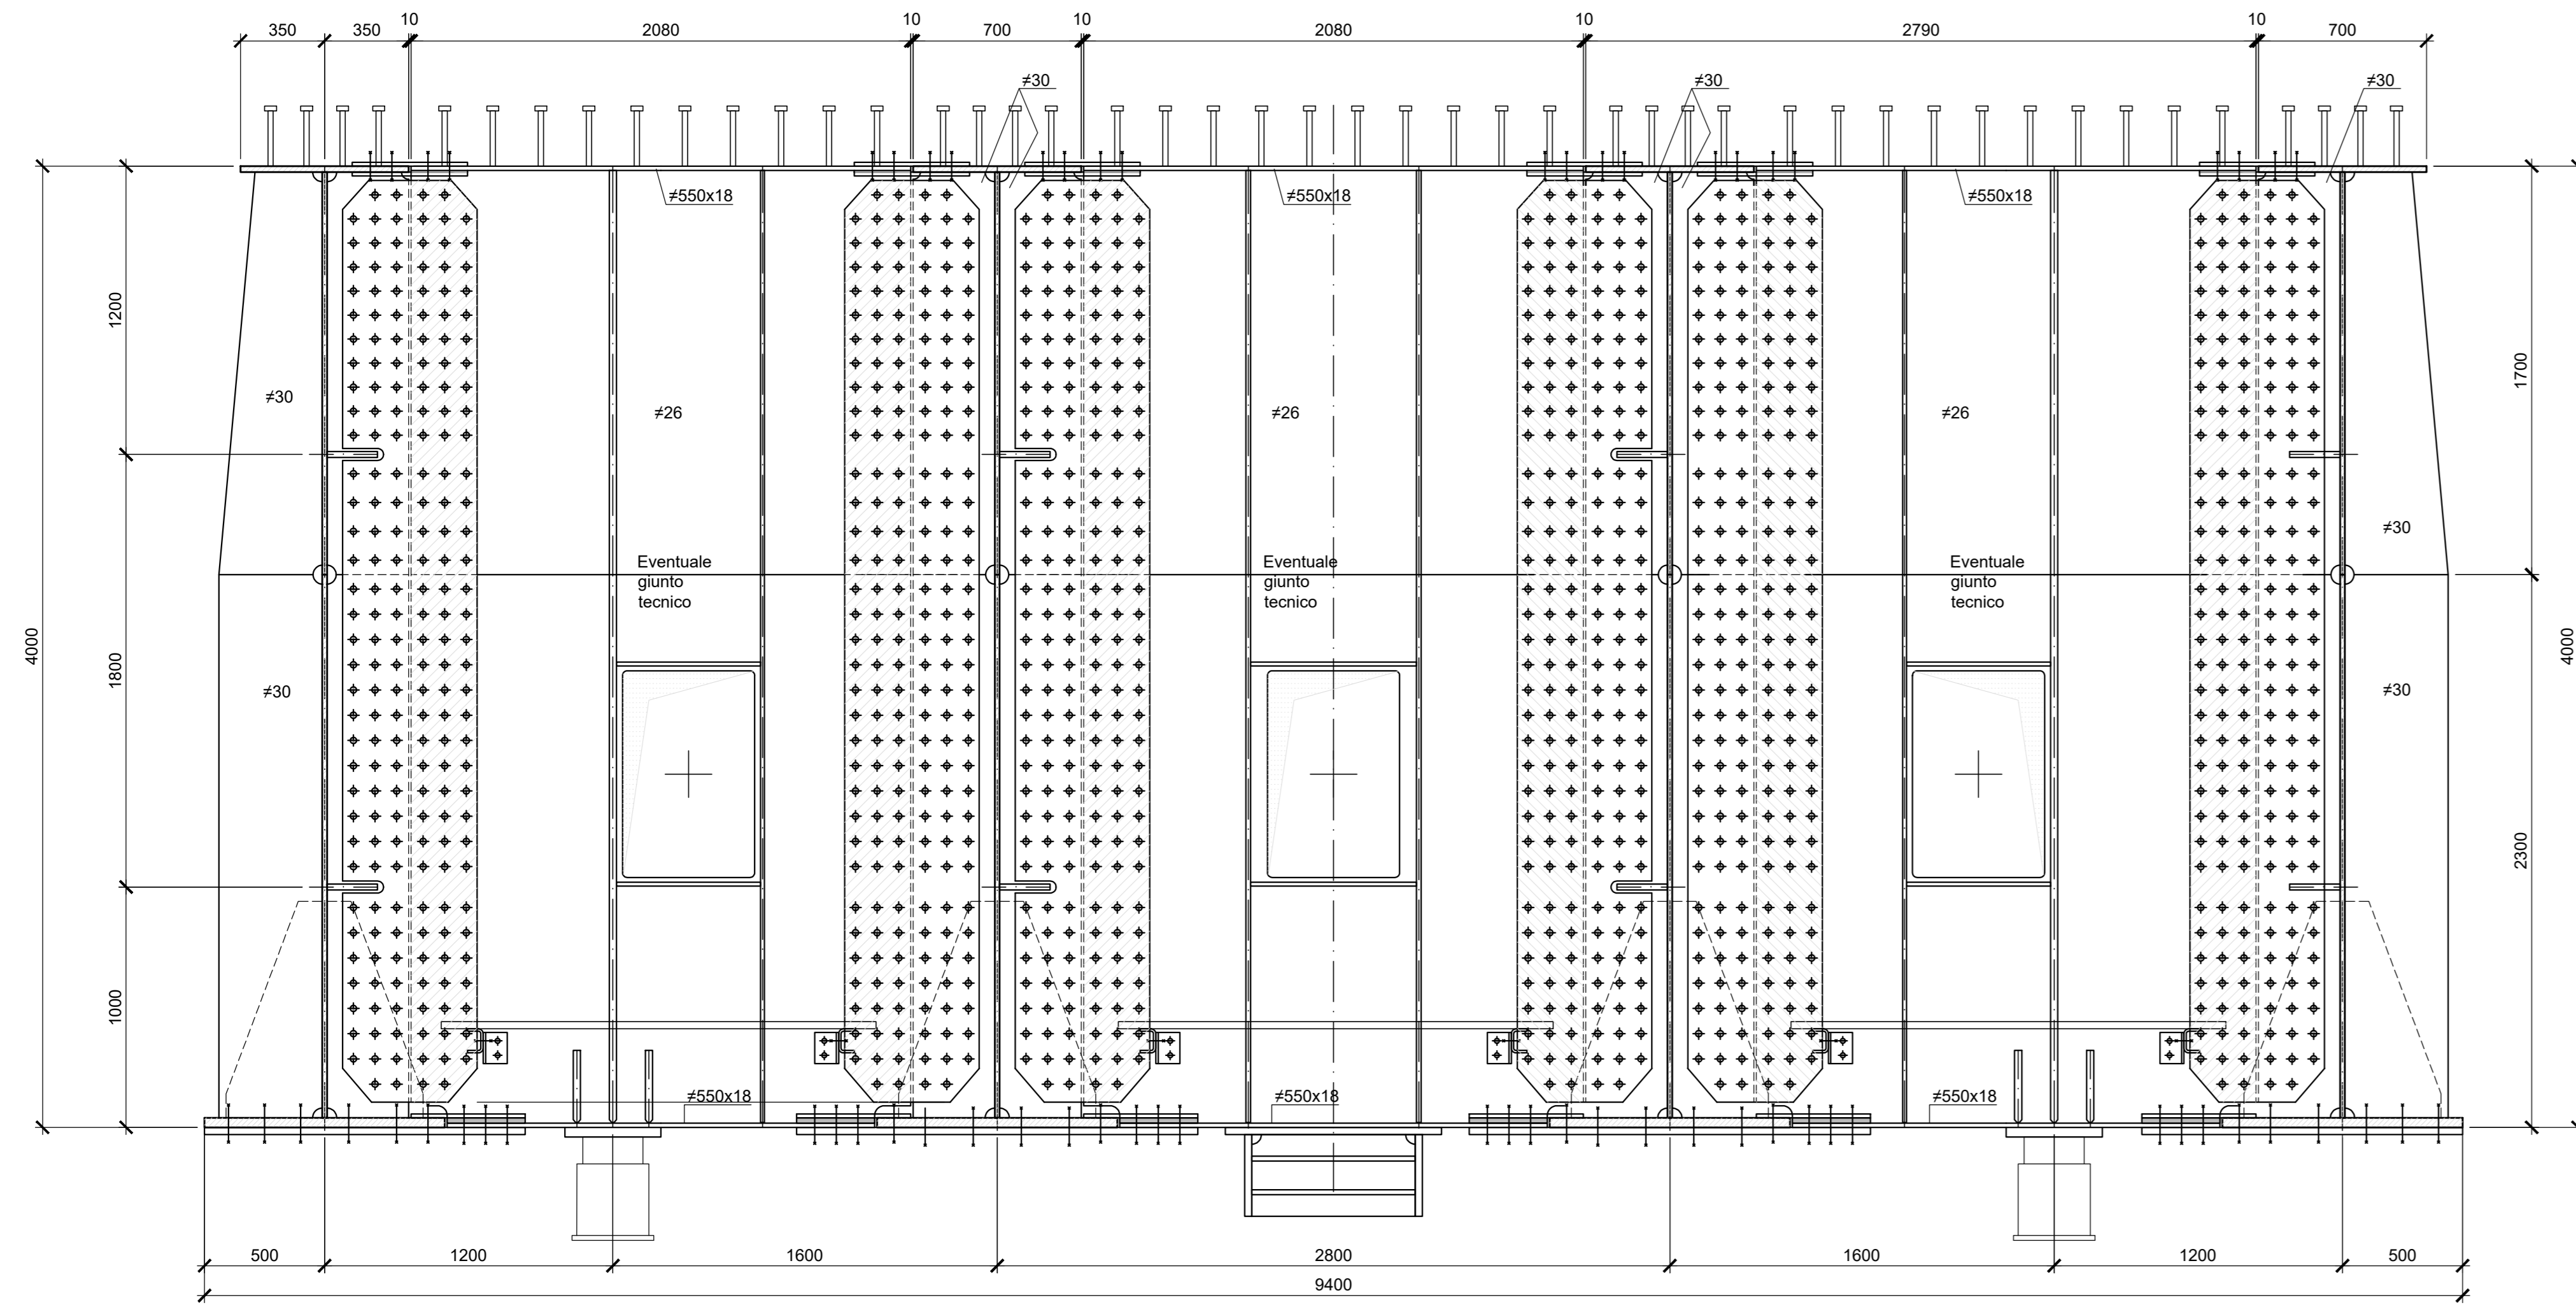 10 10 10 10 10
350 350 2080 700 2080 2790 700
≠30 ≠30 ≠30
≠550x18 ≠550x18 ≠550x18
1200
1700
≠30 ≠26 ≠26 ≠26
≠30
Eventuale Eventuale Eventuale
giunto giunto giunto
tecnico tecnico tecnico
4000 1800 4000
≠30 ≠30
2300
1000
≠550x18 ≠550x18 ≠550x18
500 1200 1600 2800 1600 1200 500
9400